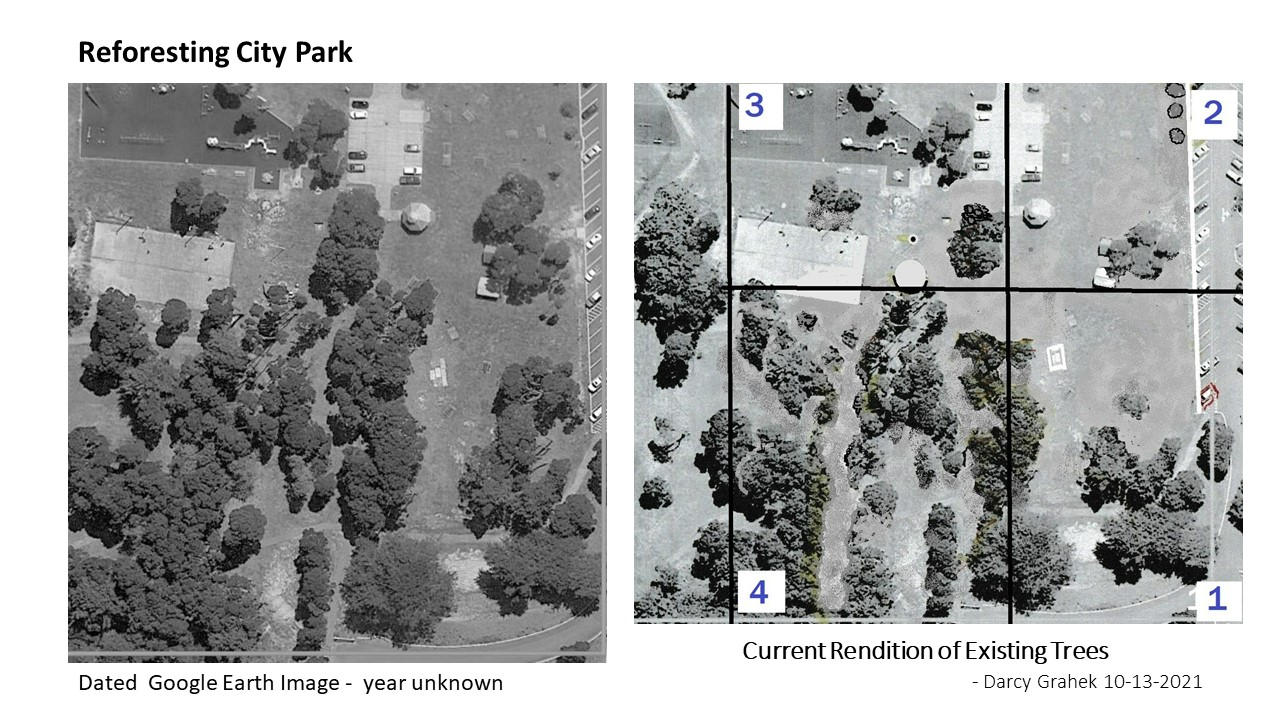 Reforesting City Park
3
2
4
1
Dated Google Earth Image - year unknown
Current Rendition of Existing Trees
- Darcy Grahek 10-13-2021